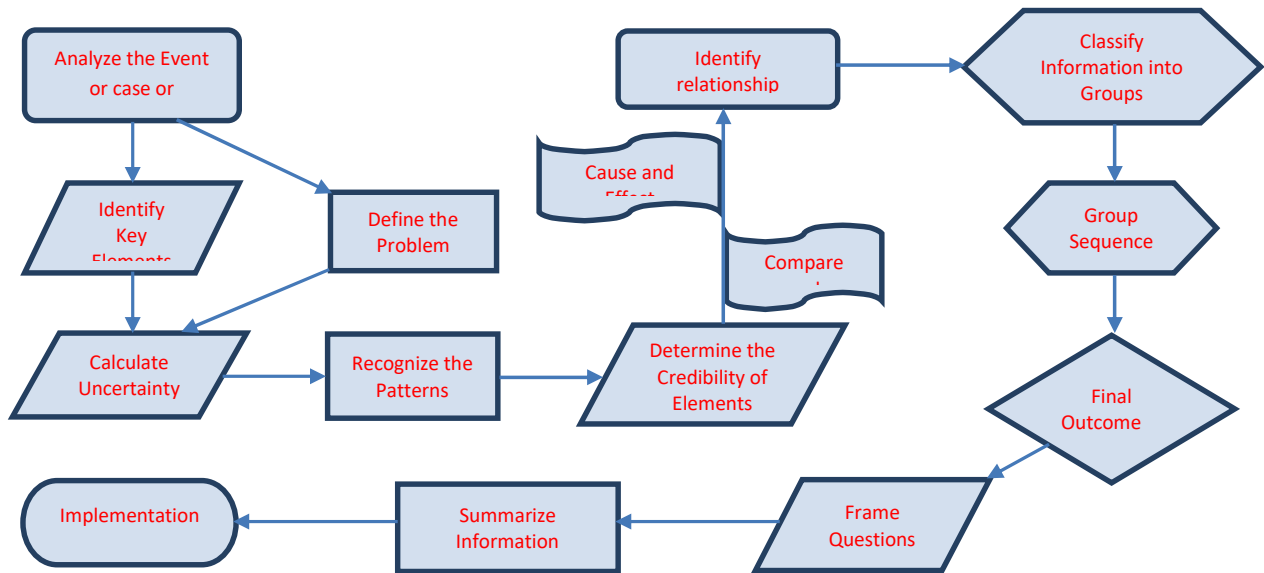 Analyze the Event
or case or
Identify
Key
Elements
Define the
Problem
Calculate
Uncertainty
Recognize the
Patterns
Determine the
Credibility of
Elements
Cause and
Effect
Compare
Identify
relationship
Classify
Information into
Groups
Group
Sequence
Final
Outcome
Frame
Questions
Summarize
Information
Implementation